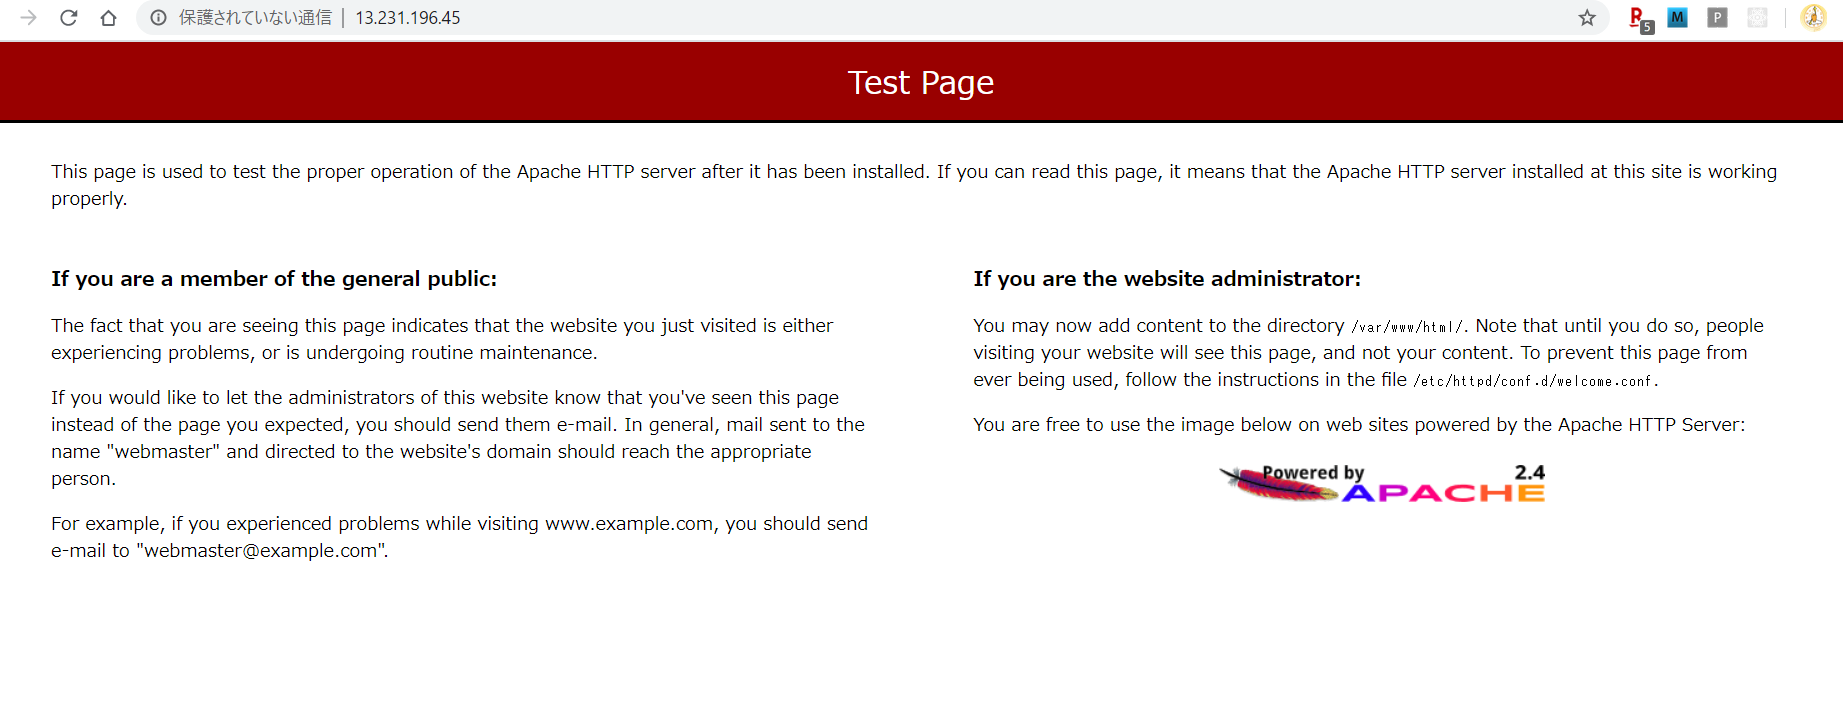 保護されていない通信 | 13.231.196.45
5
M
P
Test Page
This page is used to test the proper operation of the Apache HTTP server after it has been installed. If you can read this page, it means that the Apache HTTP server installed at this site is working
properly.
If you are a member of the general public:
The fact that you are seeing this page indicates that the website you just visited is either
experiencing problems, or is undergoing routine maintenance.
If you would like to let the administrators of this website know that you've seen this page
instead of the page you expected, you should send them e-mail. In general, mail sent to the
name "webmaster" and directed to the website's domain should reach the appropriate
person.
For example, if you experienced problems while visiting www.example.com, you should send
e-mail to "webmaster@example.com".
If you are the website administrator:
You may now add content to the directory /var/www/html/. Note that until you do so, people
visiting your website will see this page, and not your content. To prevent this page from
ever being used, follow the instructions in the file /etc/httpd/conf.d/welcome.conf.
You are free to use the image below on web sites powered by the Apache HTTP Server:
Powered by 2.4
APACHE